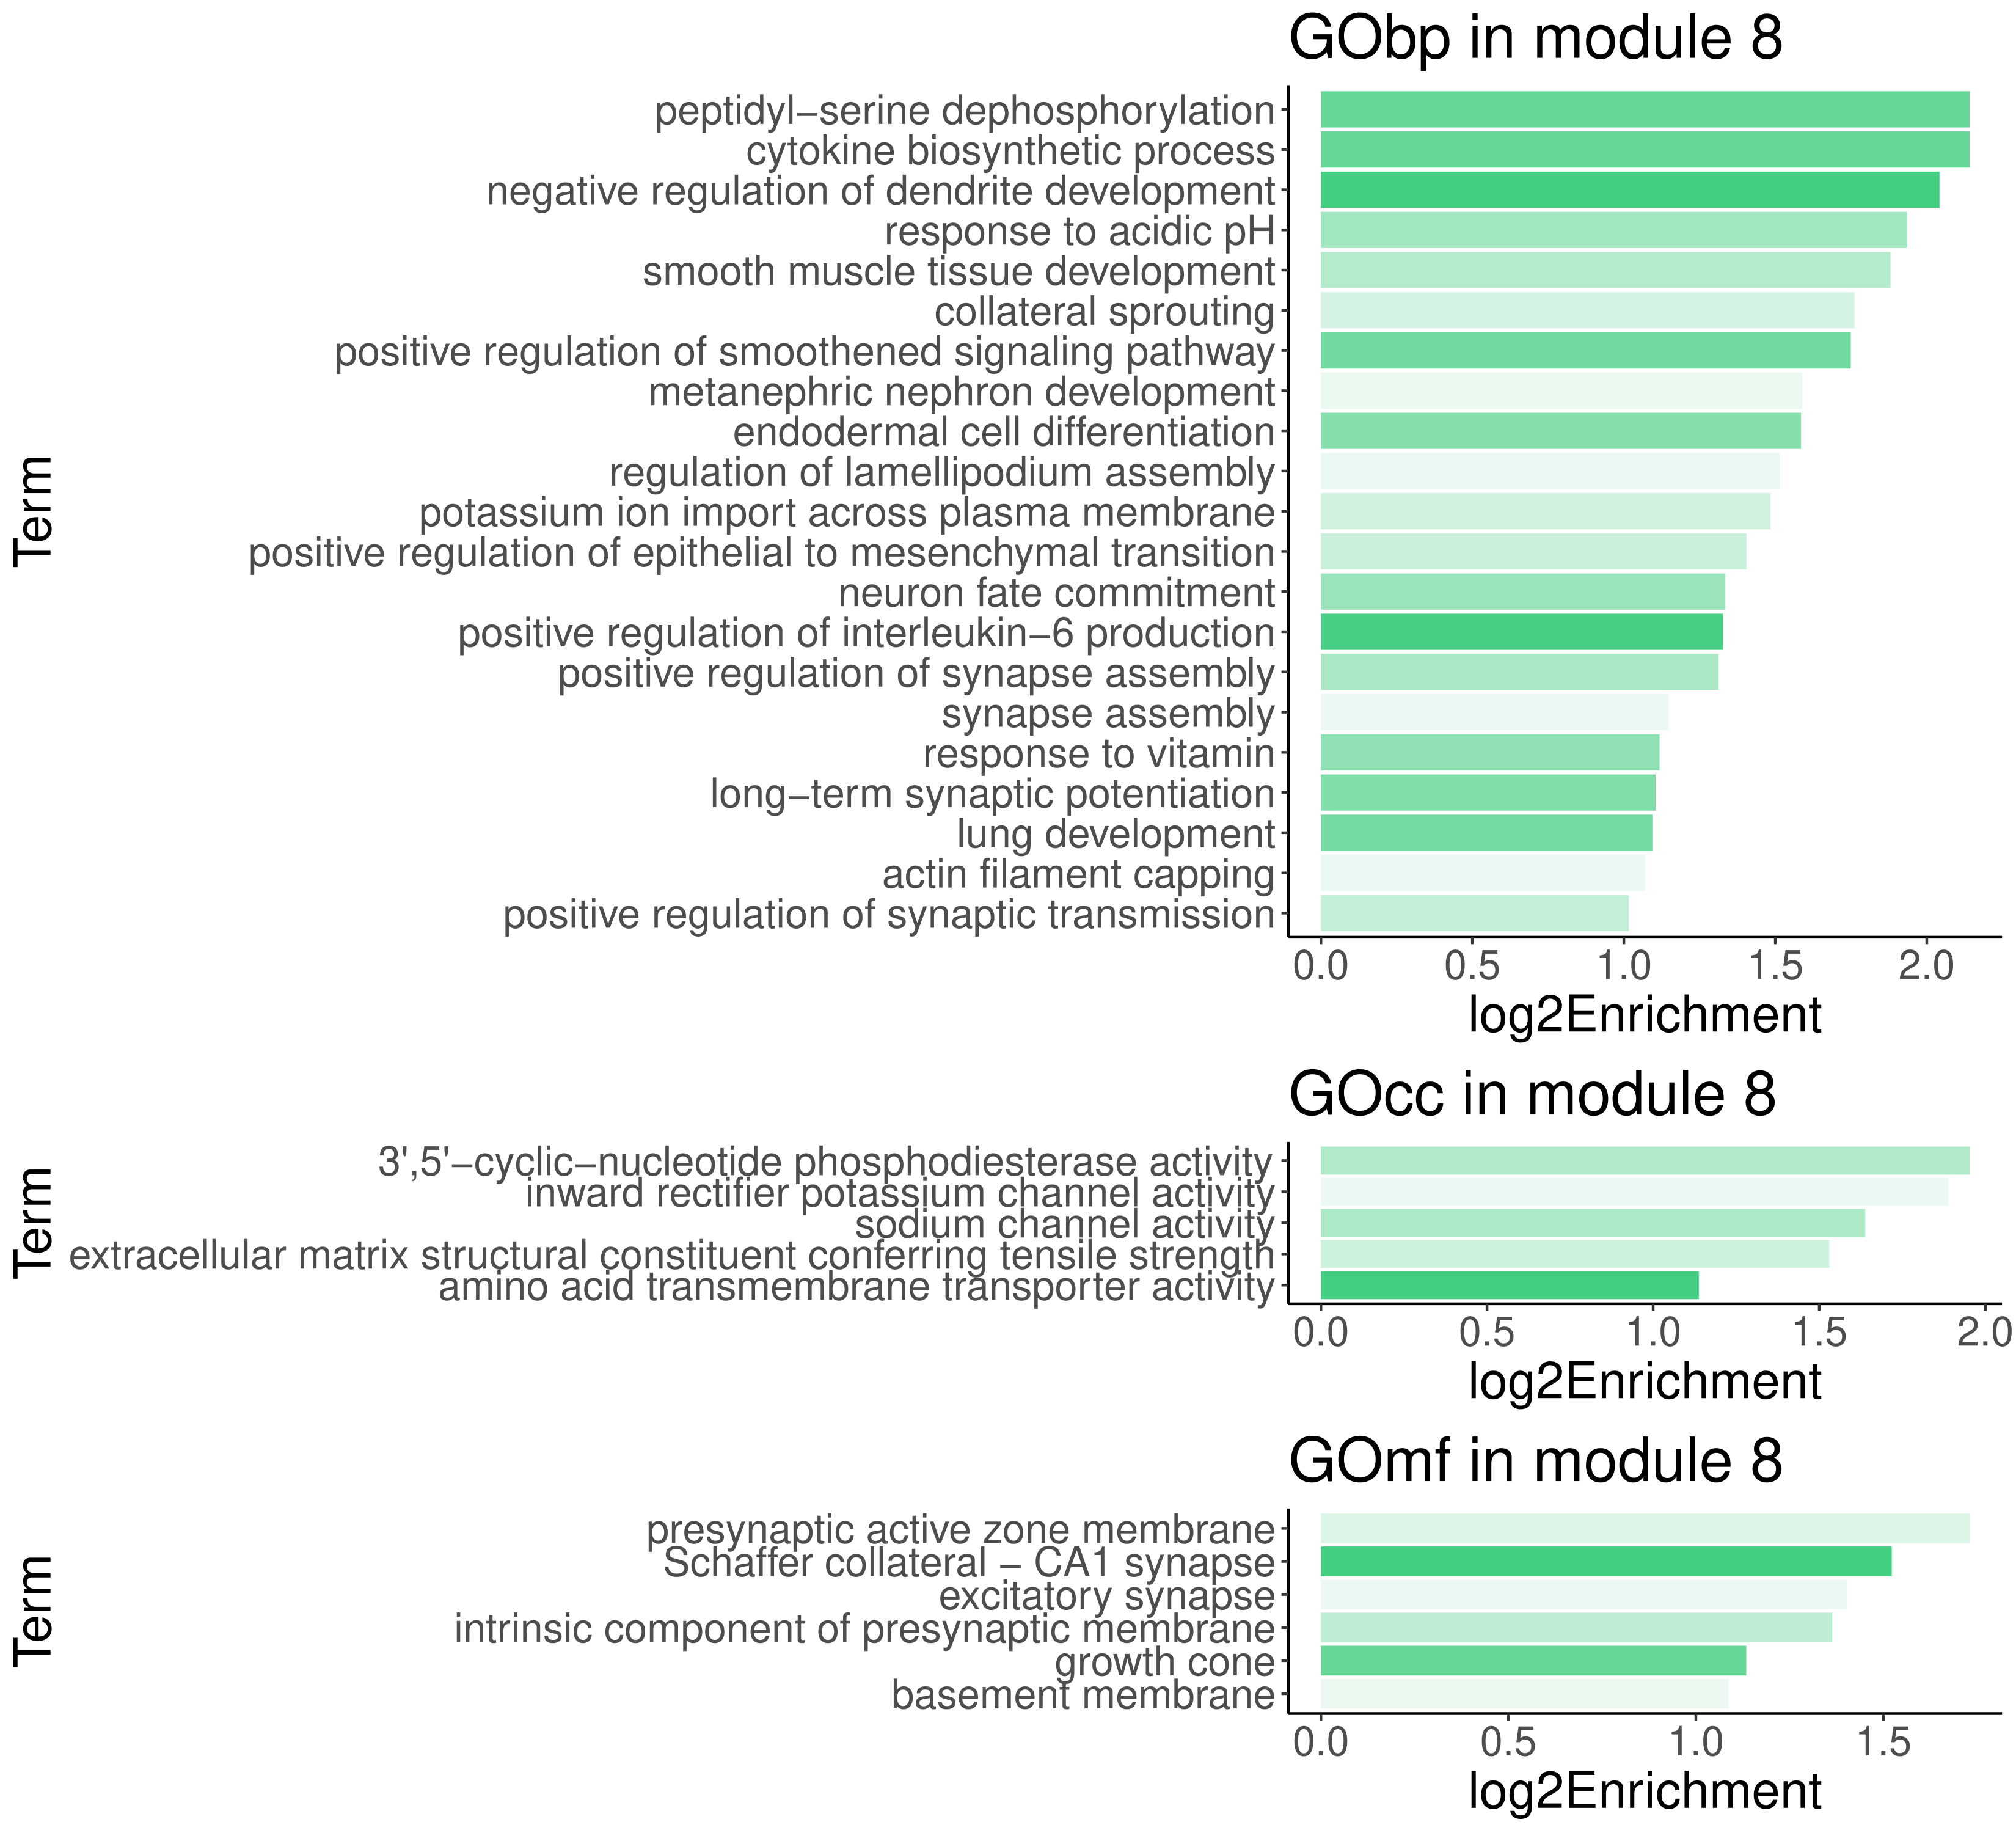 GObp in module 8
Term
peptidyl−serine dephosphorylation
cytokine biosynthetic process
negative regulation of dendrite development
response to acidic pH
smooth muscle tissue development
collateral sprouting
positive regulation of smoothened signaling pathway
metanephric nephron development
endodermal cell differentiation
regulation of lamellipodium assembly
potassium ion import across plasma membrane
positive regulation of epithelial to mesenchymal transition
neuron fate commitment
positive regulation of interleukin−6 production
positive regulation of synapse assembly
synapse assembly
response to vitamin
long−term synaptic potentiation
lung development
actin filament capping
positive regulation of synaptic transmission
0.0 0.5 1.0 1.5 2.0
log2Enrichment
GOcc in module 8
Term
3',5'−cyclic−nucleotide phosphodiesterase activity
inward rectifier potassium channel activity
sodium channel activity
extracellular matrix structural constituent conferring tensile strength
amino acid transmembrane transporter activity
0.0 0.5 1.0 1.5 2.0
log2Enrichment
GOmf in module 8
Term
presynaptic active zone membrane
Schaffer collateral − CA1 synapse
excitatory synapse
intrinsic component of presynaptic membrane
growth cone
basement membrane
0.0 0.5 1.0 1.5
log2Enrichment